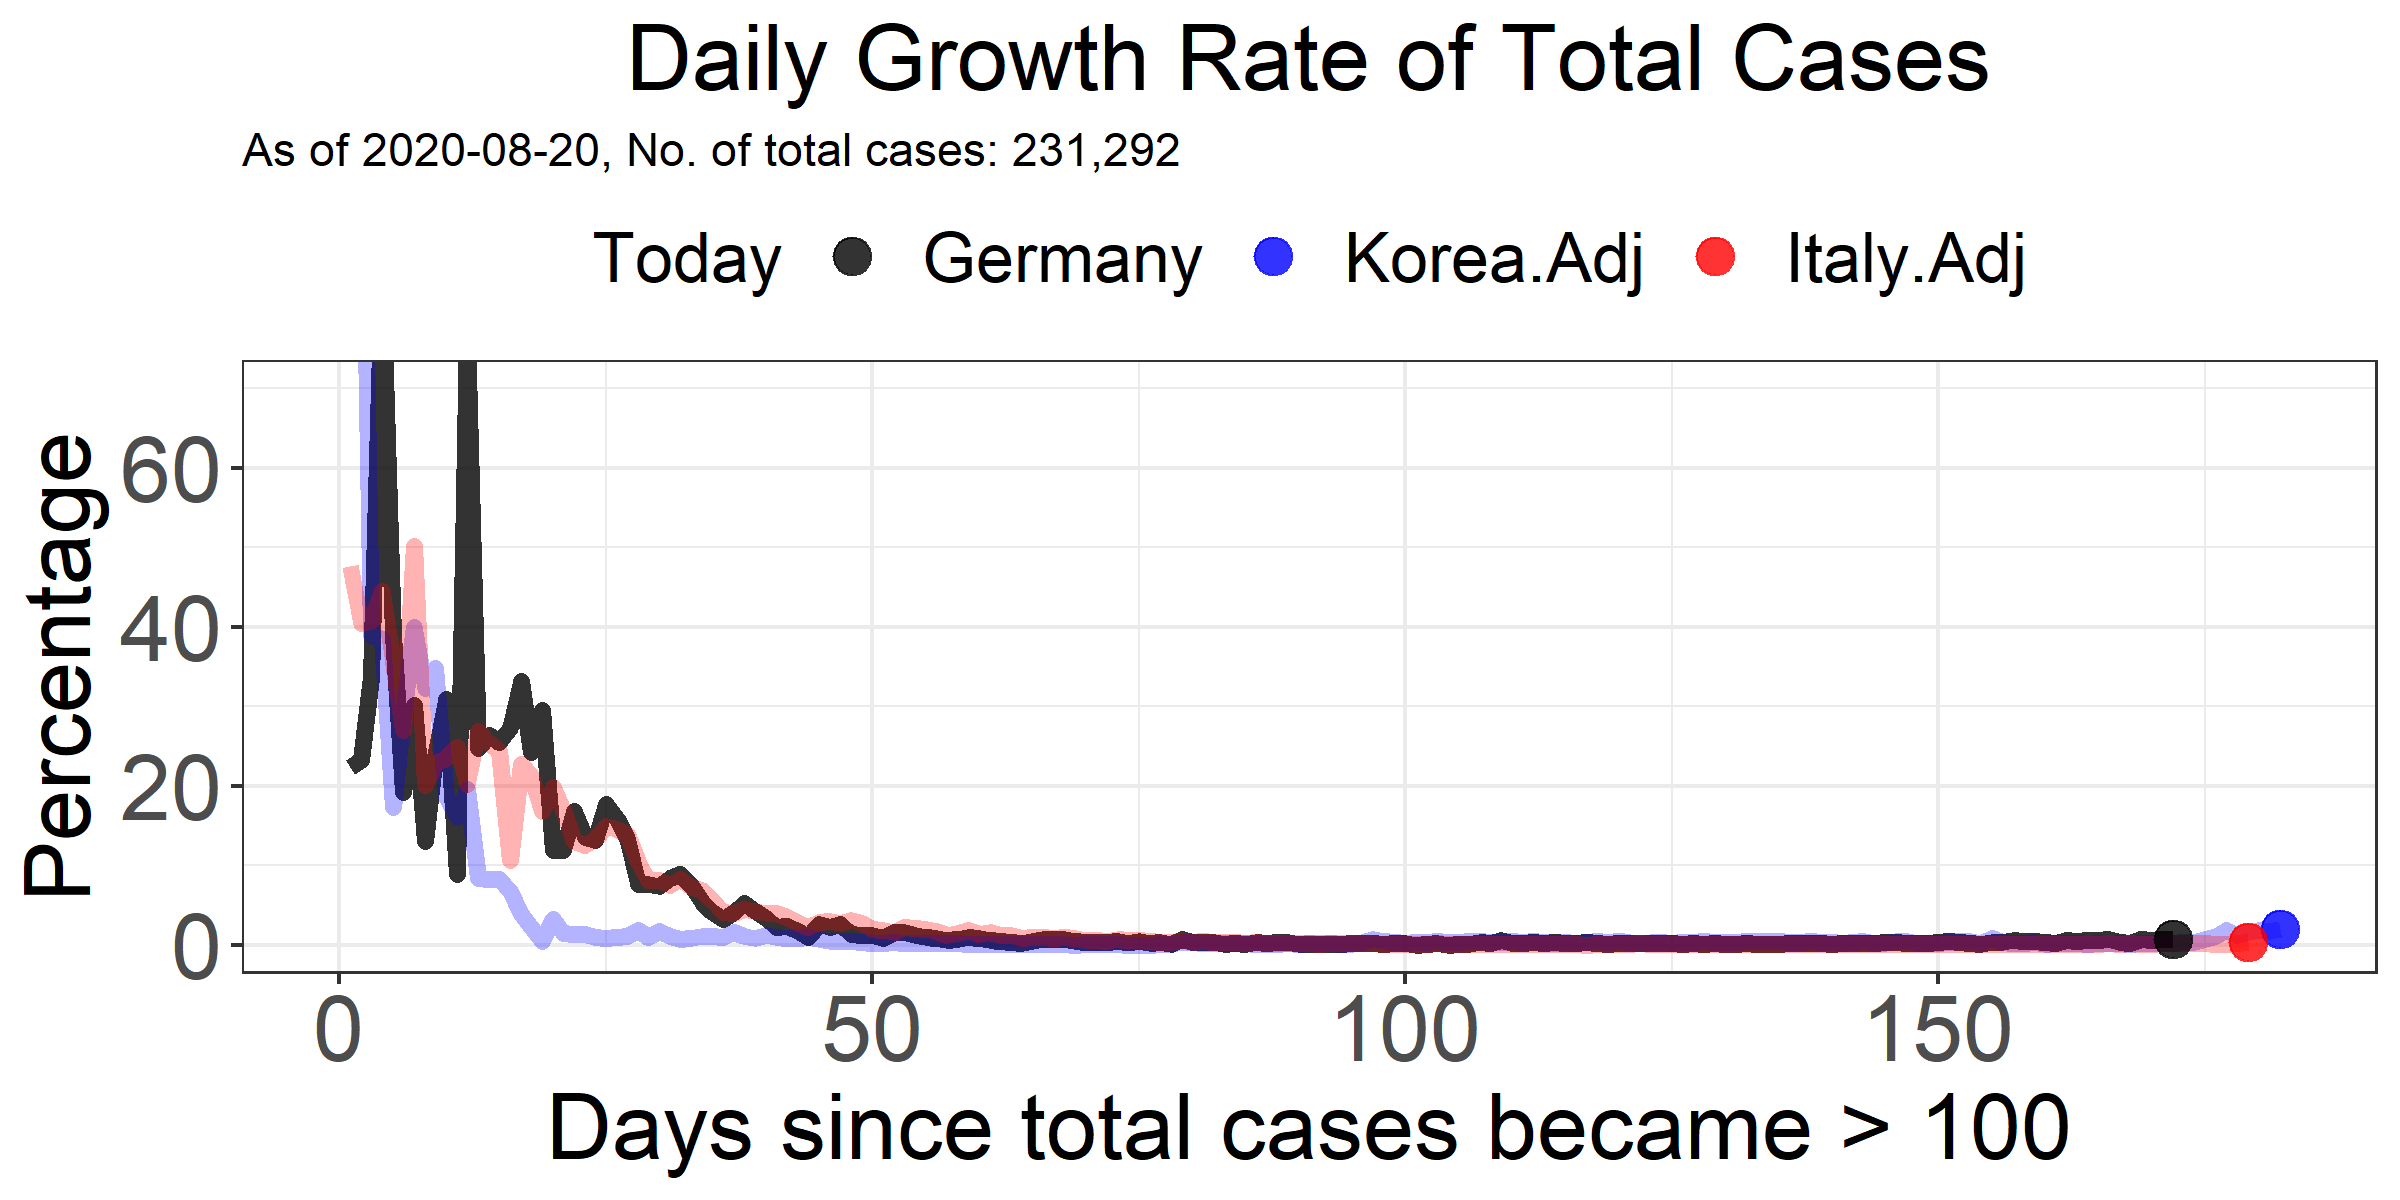 Daily Growth Rate of Total Cases
As of 2020-08-20, No. of total cases: 231,292
Today Germany Korea.Adj Italy.Adj
Percentage
60
40
20
0
0 50 100 150
Days since total cases became > 100